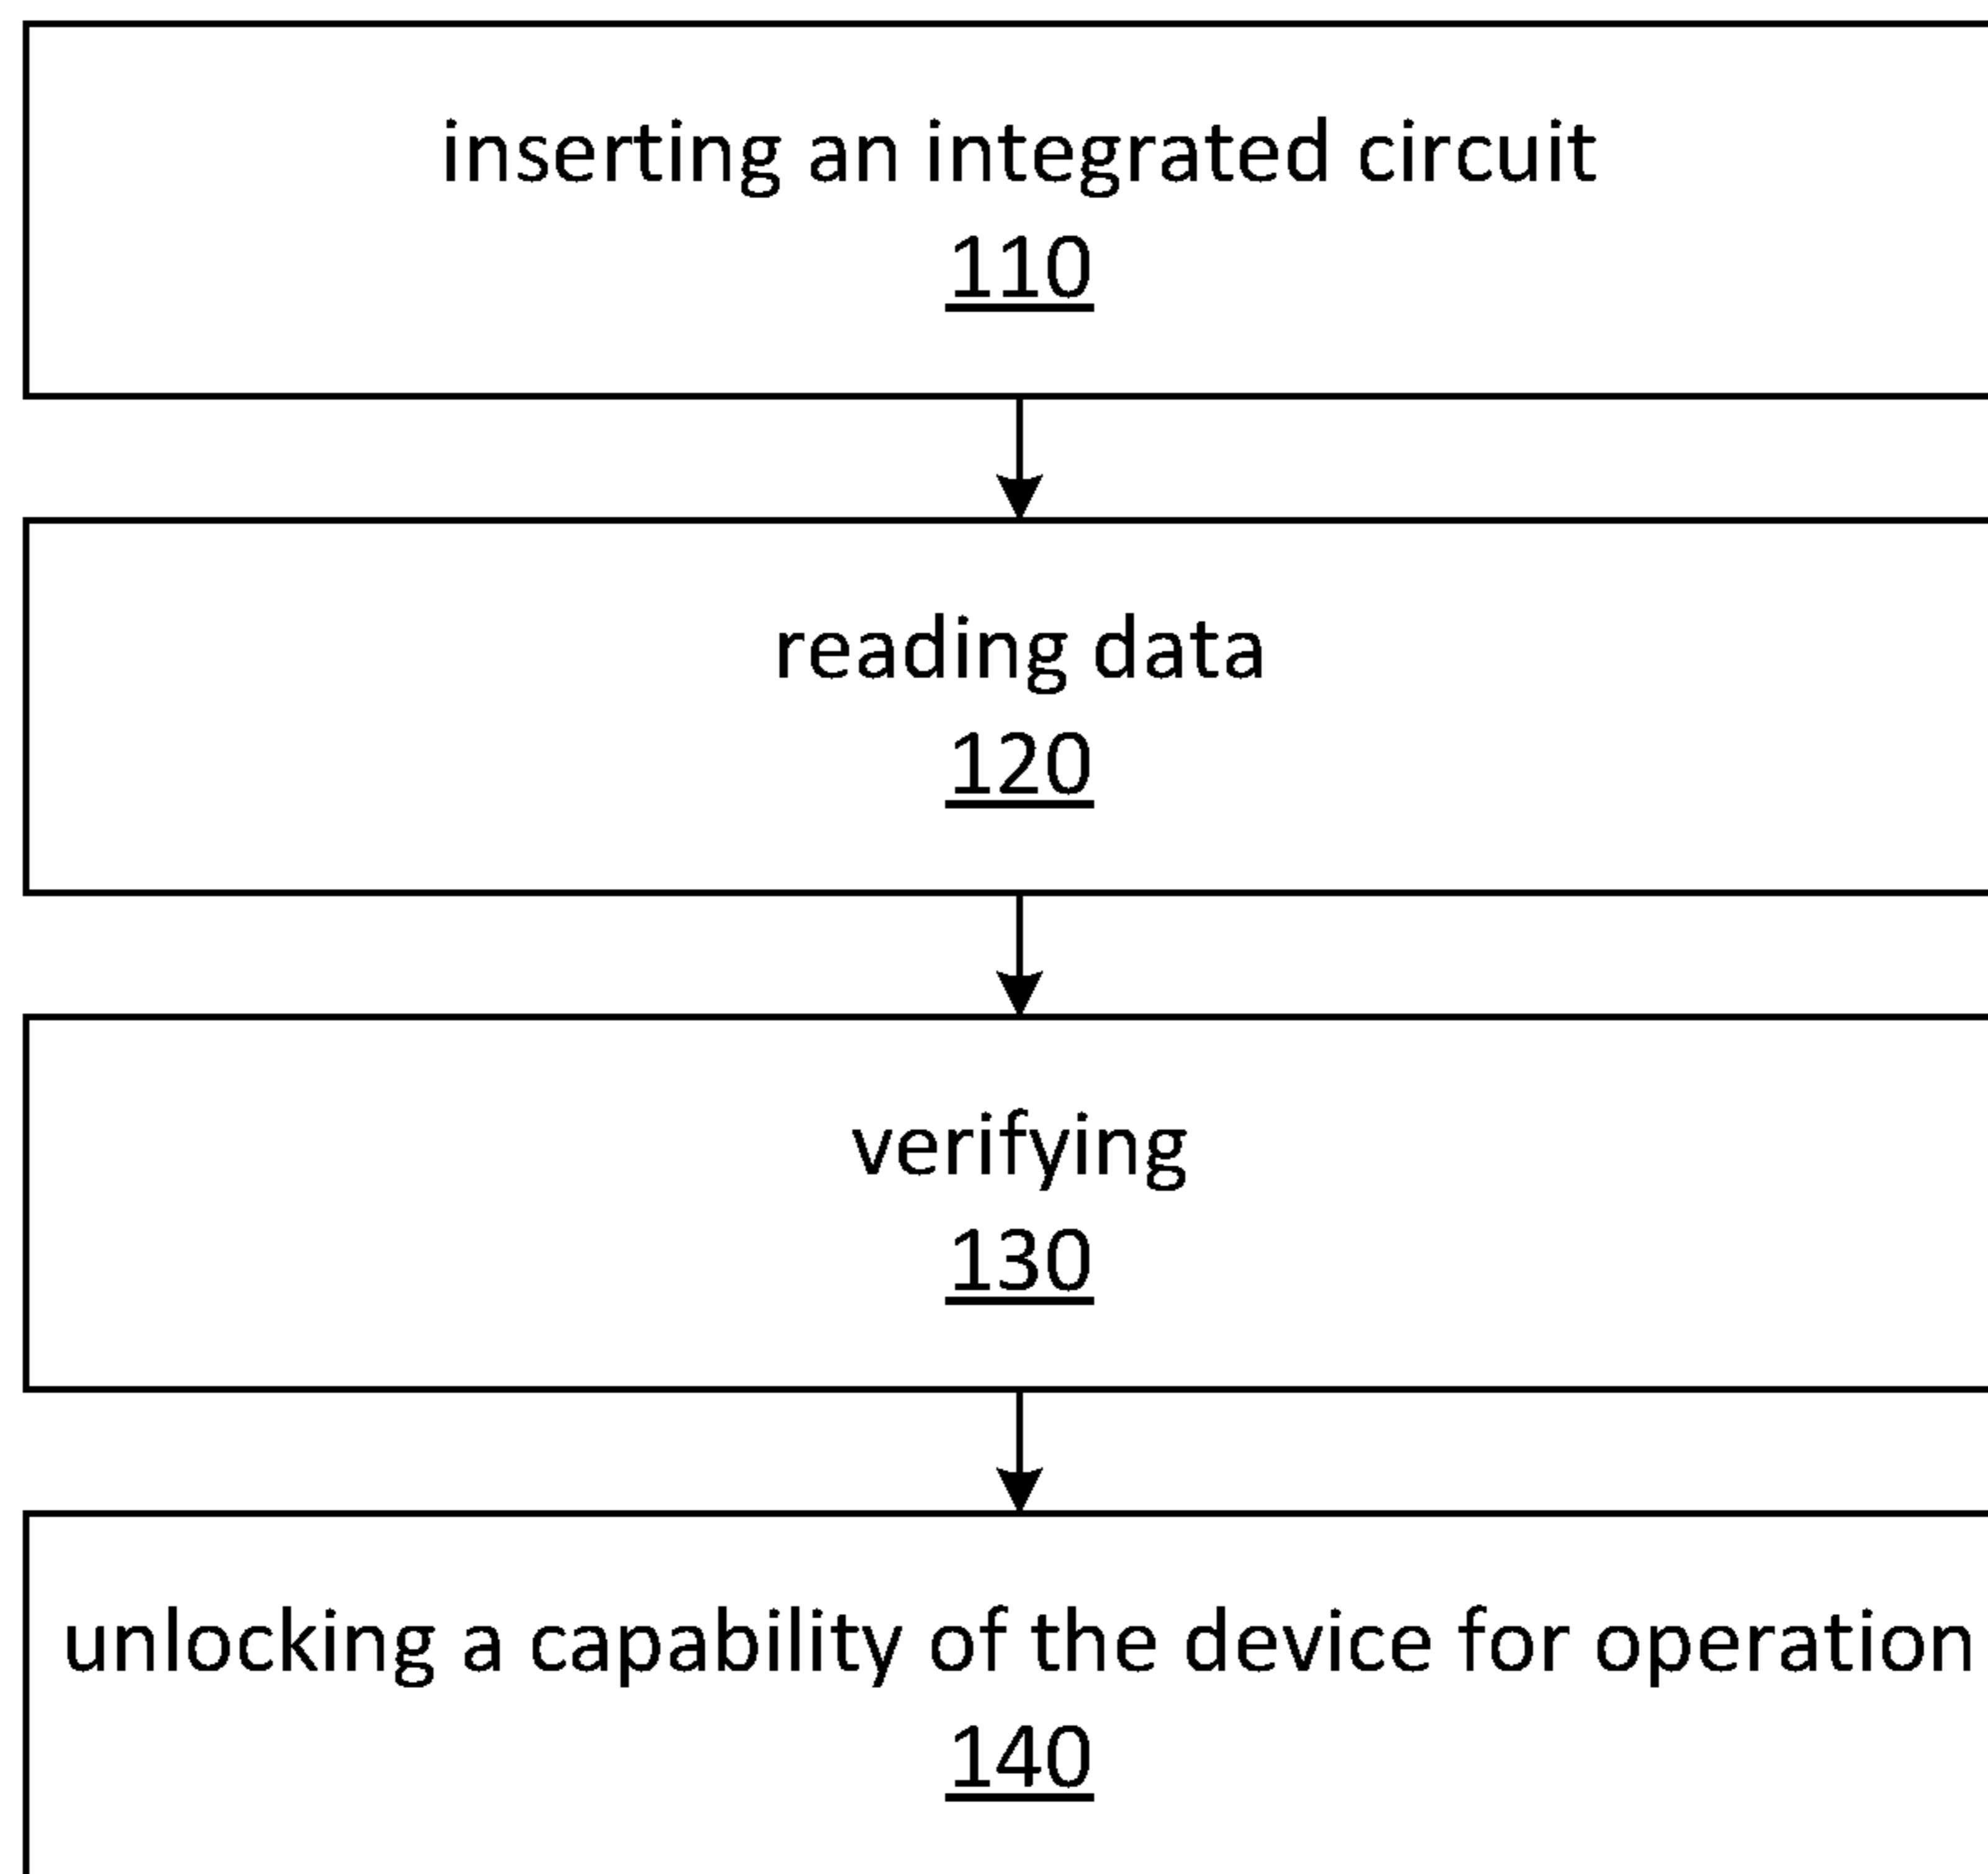 inserting an integrated circuit
110
reading data
120
verifying
130
unlocking a capability of the device for operation
140